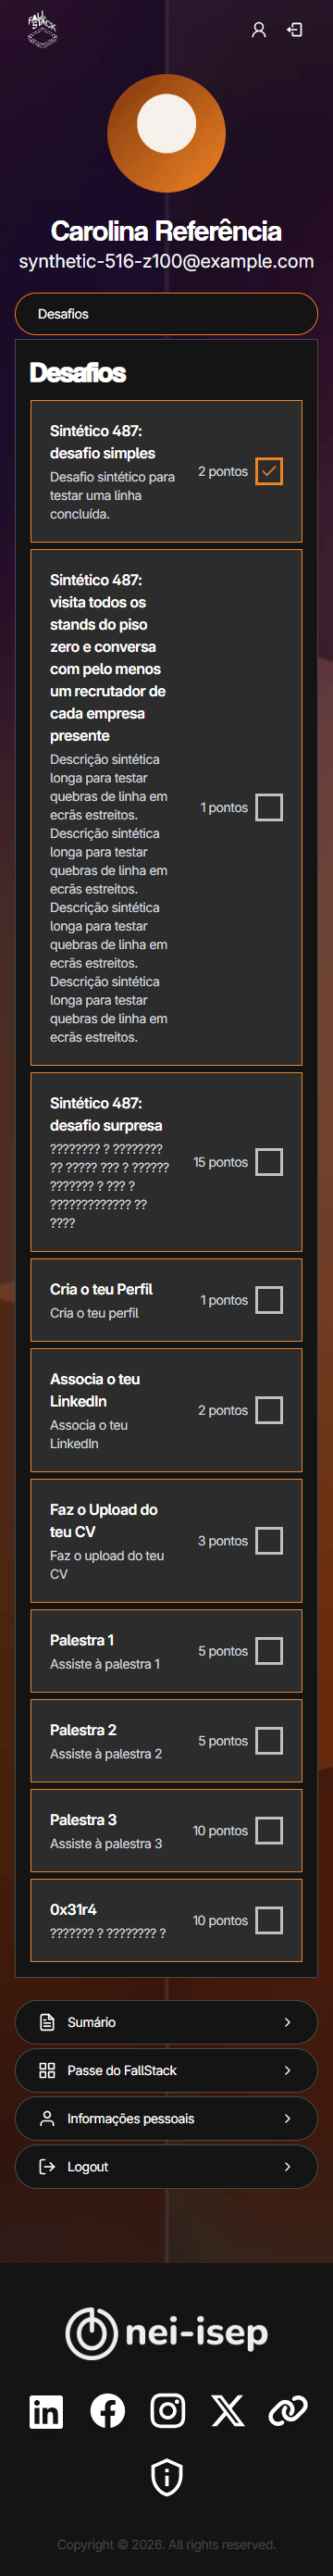 FALL
STACK
Carolina Referência
synthetic-516-z100@example.com
Desafios
Desafios
Sintético 487:
desafio simples
Desafio sintético para
testar uma linha
concluída.
2 pontos
Sintético 487:
visita todos os
stands do piso
zero e conversa
com pelo menos
um recrutador de
cada empresa
presente
Descrição sintética
longa para testar
quebras de linha em
ecrãs estreitos.
Descrição sintética
longa para testar
quebras de linha em
ecrãs estreitos.
Descrição sintética
longa para testar
quebras de linha em
ecrãs estreitos.
Descrição sintética
longa para testar
quebras de linha em
ecrãs estreitos.
1 pontos
Sintético 487:
desafio surpresa
???????? ? ????????
?? ????? ??? ? ??????
??????? ? ??? ?
????????????? ??
????
15 pontos
Cria o teu Perfil
Cria o teu perfil
1 pontos
Associa o teu
LinkedIn
Associa o teu
LinkedIn
2 pontos
Faz o Upload do
teu CV
Faz o upload do teu
CV
3 pontos
Palestra 1
Assiste à palestra 1
5 pontos
Palestra 2
Assiste à palestra 2
5 pontos
Palestra 3
Assiste à palestra 3
10 pontos
0x31r4
??????? ? ???????? ?
10 pontos
Sumário
Passe do FallStack
Informações pessoais
Logout
nei-isep
Copyright © 2026. All rights reserved.